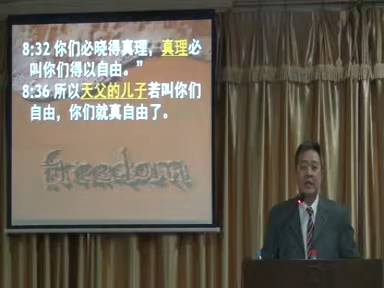 8:32 你们必晓得真理，真理必
叫你们得以自由。”
8:36 所以天父的儿子若叫你们
自由，你们就真自由了。
freedom